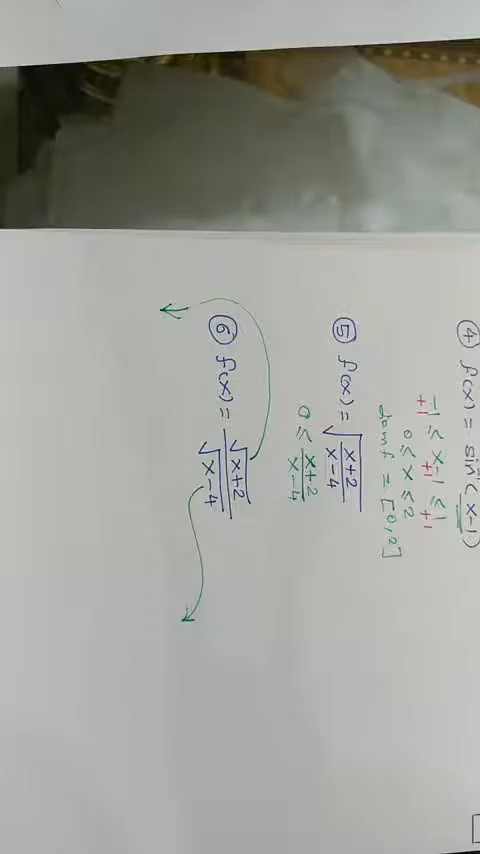 ④ f(x) = sin⁻¹(x-1)
-1 ≤ x-1 ≤ 1
+1 +1 +1
0 ≤ x ≤ 2
dom f = [0,2]
⑤ f(x) = √((x+2)/(x-4))
0 ≤ (x+2)/(x-4)
⑥ f(x) = √(x+2)/√(x-4)